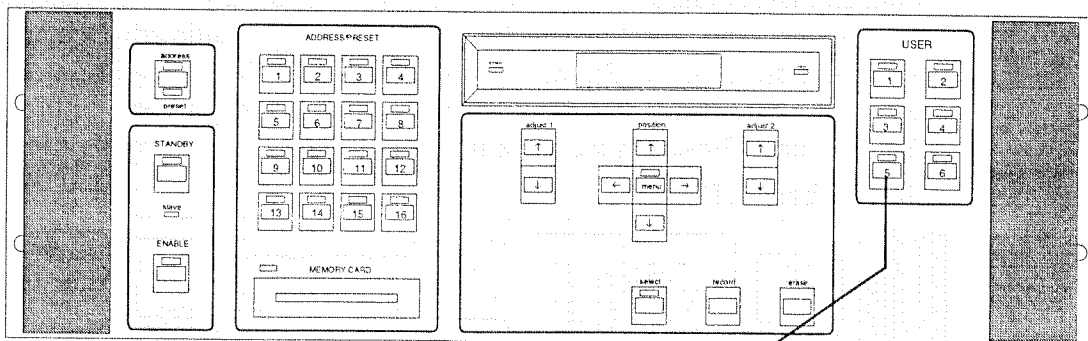 address
preset
STANDBY
slave
ENABLE
ADDRESS/PRESET
1 2 3 4
5 6 7 8
9 10 11 12
13 14 15 16
MEMORY CARD
adjust 1 position adjust 2
↑ ↑ ↑
↓ ← menu → ↓
↓
select record erase
USER
1 2
3 4
5 6